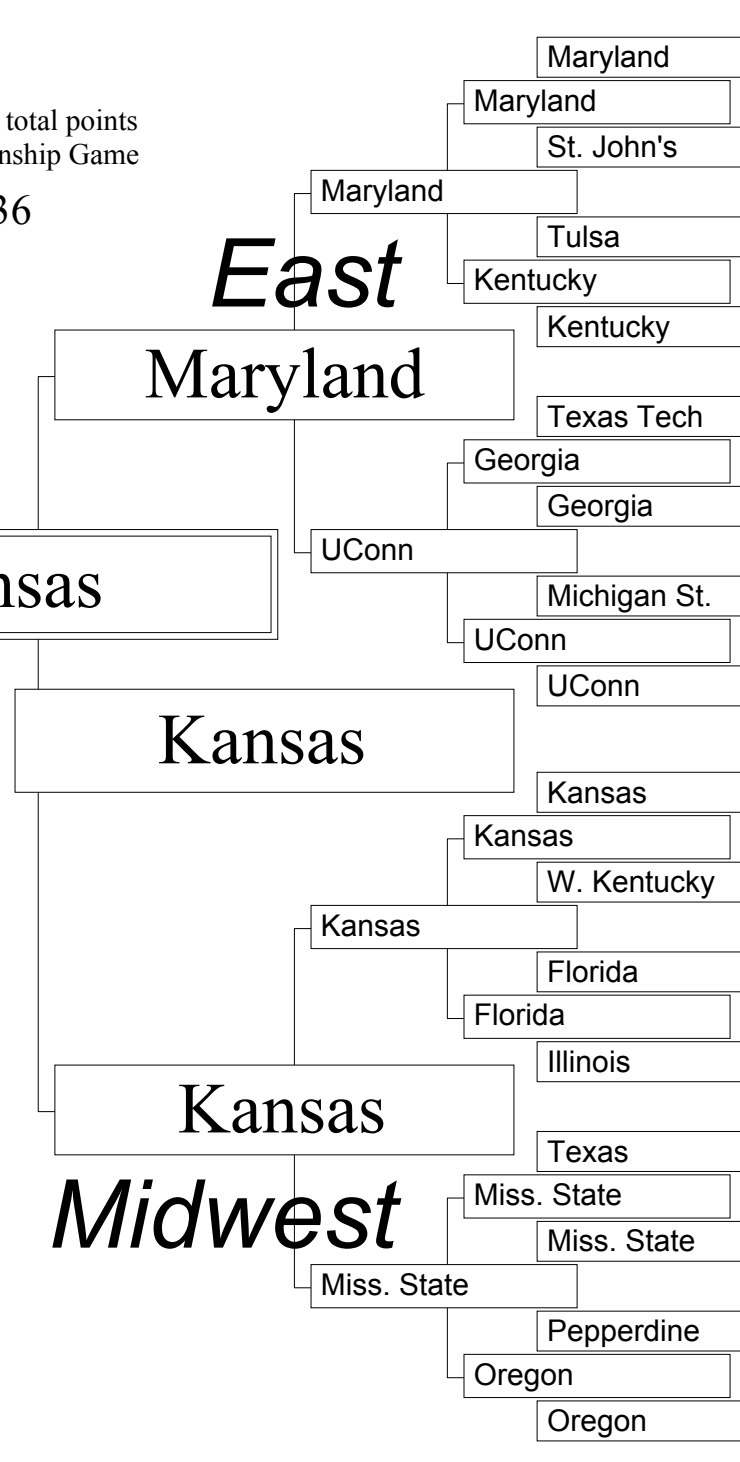 Maryland
Maryland
total points
St. John's
nship Game
Maryland
36
Tulsa
East
Kentucky
Kentucky
Maryland
Texas Tech
Georgia
Georgia
UConn
nsas
Michigan St.
UConn
UConn
Kansas
Kansas
Kansas
W. Kentucky
Kansas
Florida
Florida
Illinois
Kansas
Texas
Miss. State
Midwest
Miss. State
Miss. State
Pepperdine
Oregon
Oregon